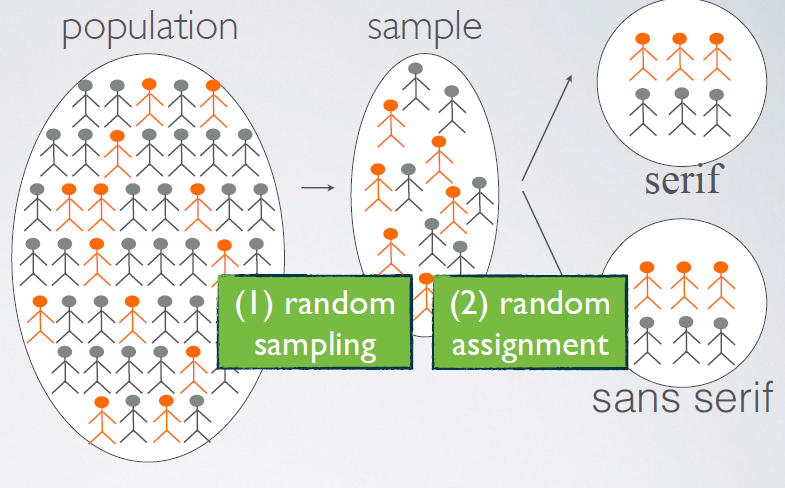 population
sample
serif
(1) random
sampling
(2) random
assignment
sans serif